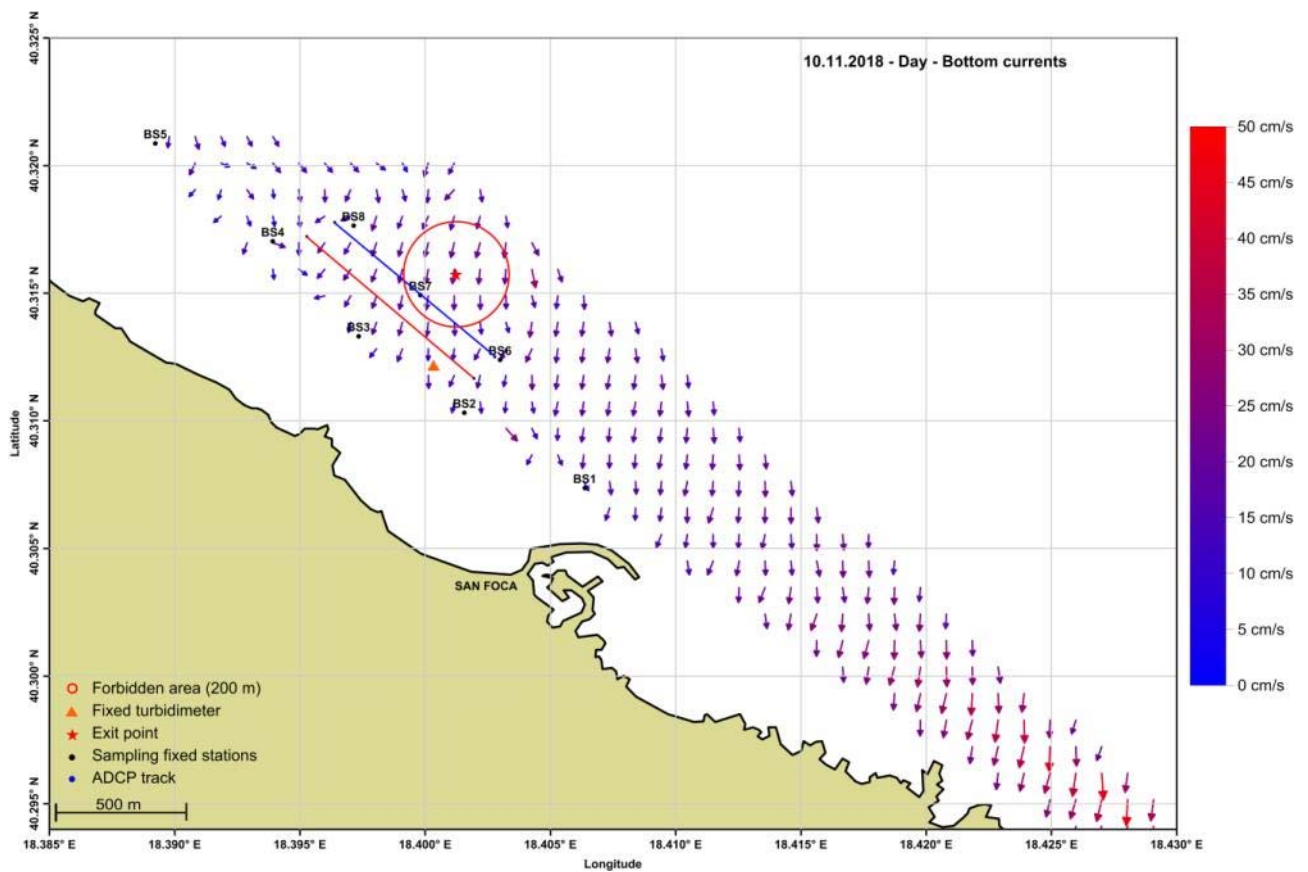 10.11.2018 - Day - Bottom currents
40.325° N
40.320° N
40.315° N
40.310° N
40.305° N
40.300° N
40.295° N
Latitude
BS5
BS8
BS4
BS7
BS3
BS6
BS2
BS1
SAN FOCA
Forbidden area (200 m)
Fixed turbidimeter
Exit point
Sampling fixed stations
ADCP track
500 m
18.385° E
18.390° E
18.395° E
18.400° E
18.405° E
18.410° E
18.415° E
18.420° E
18.425° E
18.430° E
Longitude
50 cm/s
45 cm/s
40 cm/s
35 cm/s
30 cm/s
25 cm/s
20 cm/s
15 cm/s
10 cm/s
5 cm/s
0 cm/s